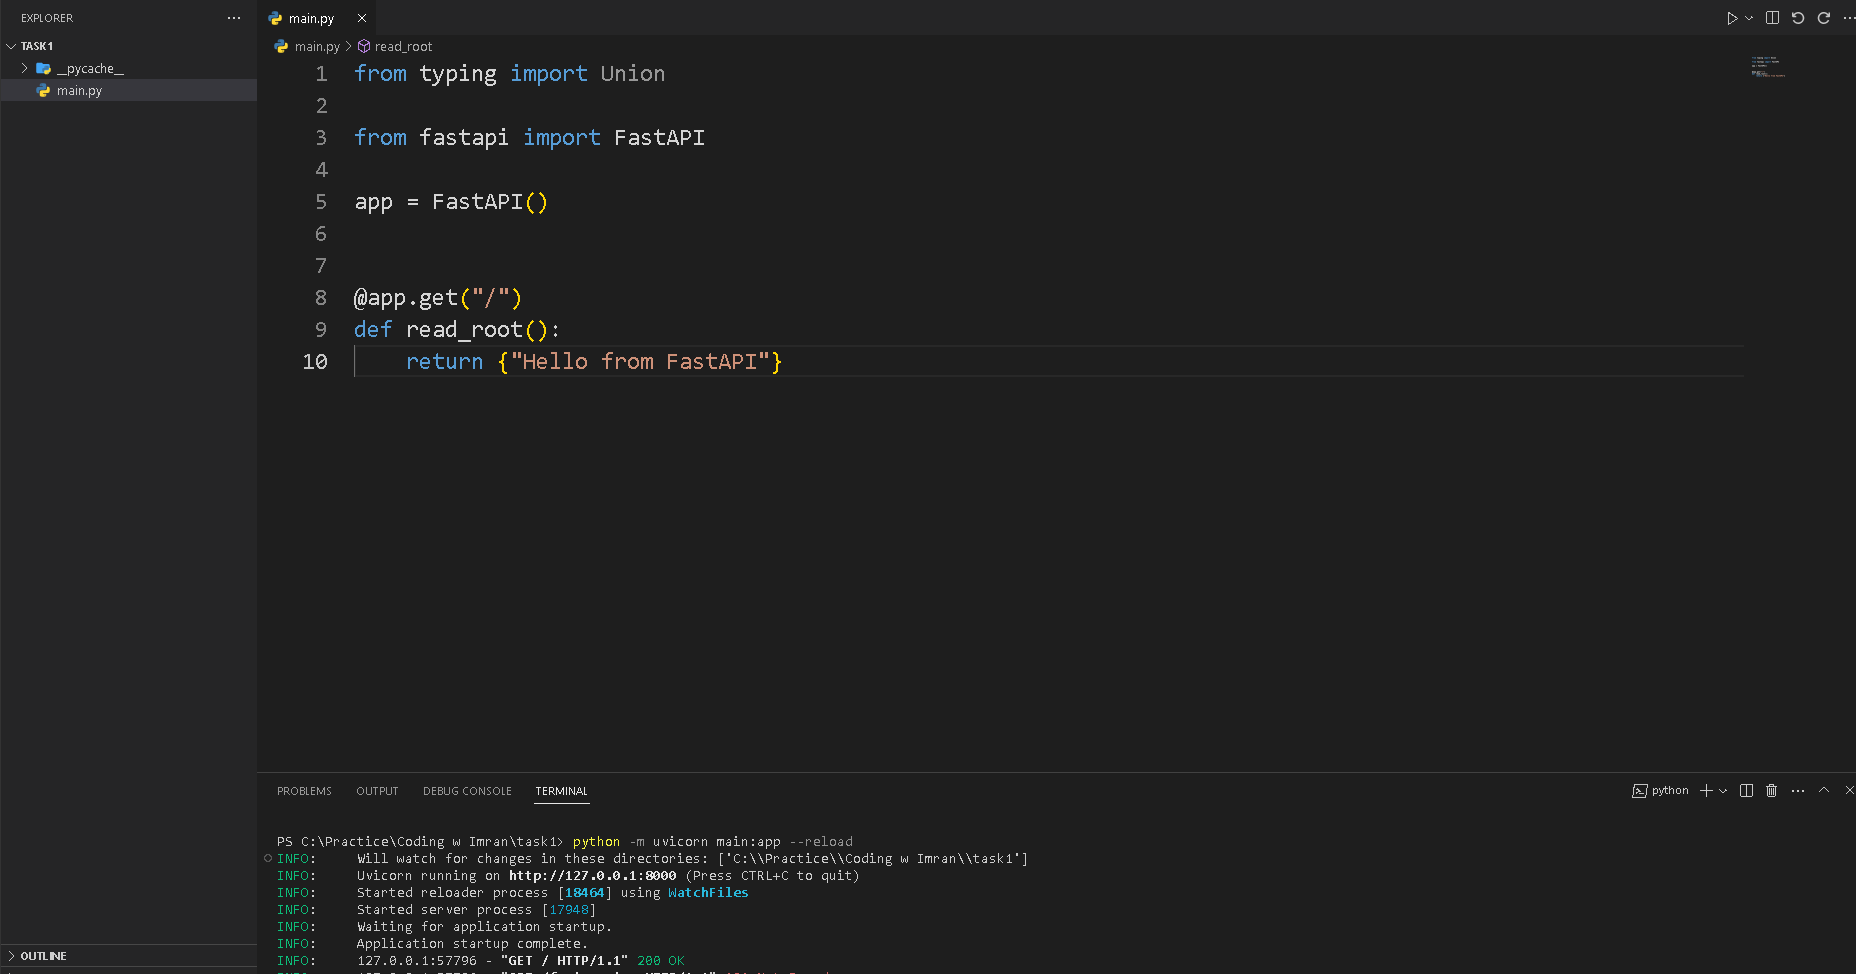 EXPLORER
TASK1
__pycache__
main.py
OUTLINE
main.py
main.py > read_root
1 from typing import Union
2
3 from fastapi import FastAPI
4
5 app = FastAPI()
6
7
8 @app.get("/")
9 def read_root():
10     return {"Hello from FastAPI"}
PROBLEMS OUTPUT DEBUG CONSOLE TERMINAL
python
PS C:\Practice\Coding w Imran\task1> python -m uvicorn main:app --reload
INFO:     Will watch for changes in these directories: ['C:\\Practice\\Coding w Imran\\task1']
INFO:     Uvicorn running on http://127.0.0.1:8000 (Press CTRL+C to quit)
INFO:     Started reloader process [18464] using WatchFiles
INFO:     Started server process [17948]
INFO:     Waiting for application startup.
INFO:     Application startup complete.
INFO:     127.0.0.1:57796 - "GET / HTTP/1.1" 200 OK